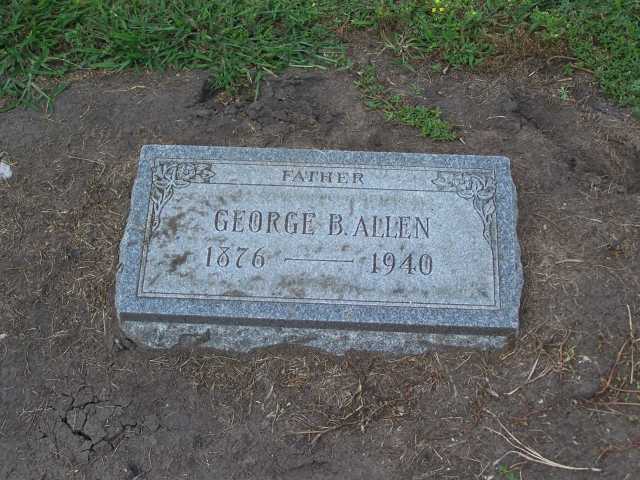 FATHER
GEORGE B. ALLEN
1876 — 1940